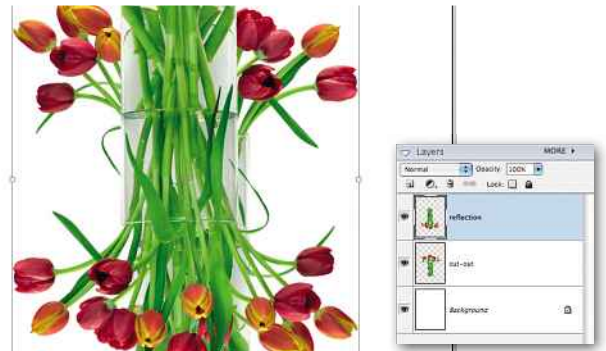 Layers MORE
Normal Opacity: 100%
Lock:
reflection
cut-out
Background